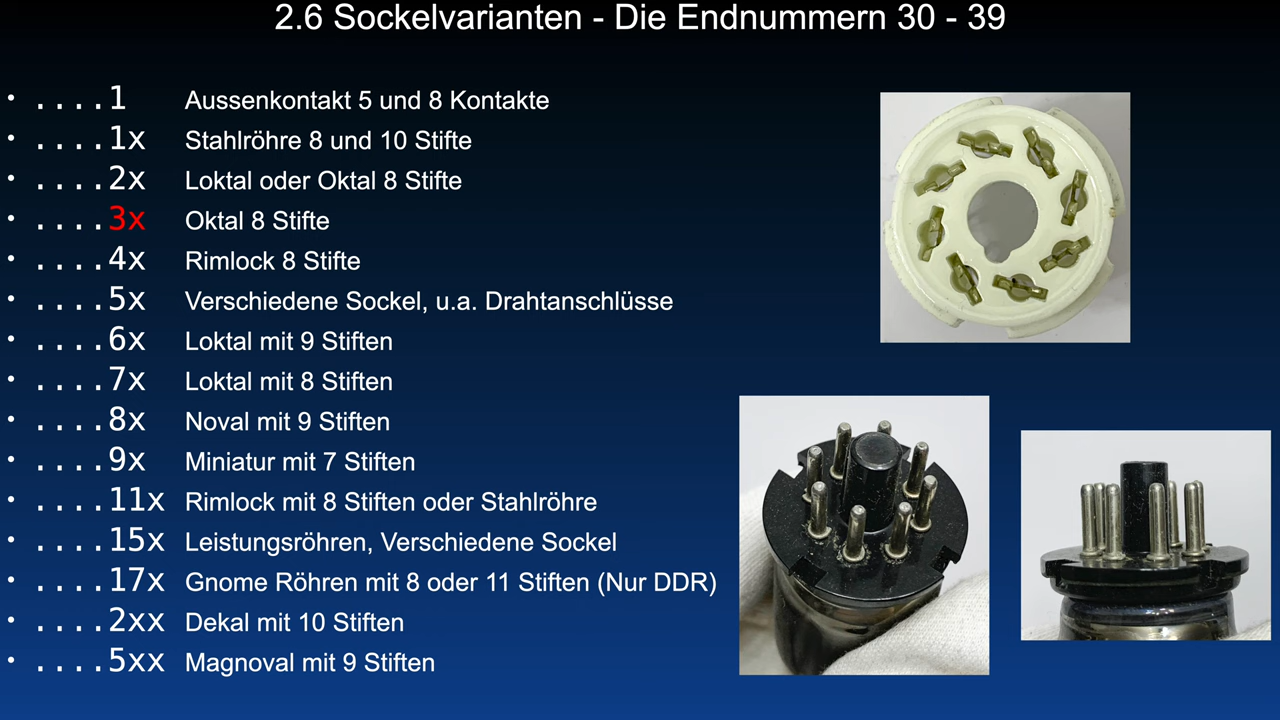 2.6 Sockelvarianten - Die Endnummern 30 - 39
• ....1 Aussenkontakt 5 und 8 Kontakte
• ....1x Stahlröhre 8 und 10 Stifte
• ....2x Loktal oder Oktal 8 Stifte
• ....3x Oktal 8 Stifte
• ....4x Rimlock 8 Stifte
• ....5x Verschiedene Sockel, u.a. Drahtanschlüsse
• ....6x Loktal mit 9 Stiften
• ....7x Loktal mit 8 Stiften
• ....8x Noval mit 9 Stiften
• ....9x Miniatur mit 7 Stiften
• ....11x Rimlock mit 8 Stiften oder Stahlröhre
• ....15x Leistungsröhren, Verschiedene Sockel
• ....17x Gnome Röhren mit 8 oder 11 Stiften (Nur DDR)
• ....2xx Dekal mit 10 Stiften
• ....5xx Magnoval mit 9 Stiften